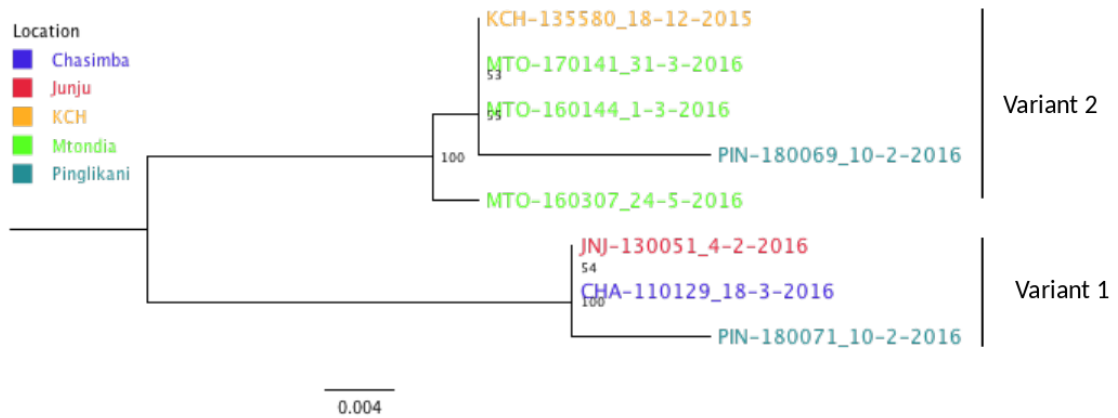 Location
Chasimba
Junju
KCH
Mtondia
Pinglikani
KCH-135580_18-12-2015
MTO-170141_31-3-2016
53
MTO-160144_1-3-2016
55
100
PIN-180069_10-2-2016
MTO-160307_24-5-2016
Variant 2
JNJ-130051_4-2-2016
54
CHA-110129_18-3-2016
100
PIN-180071_10-2-2016
Variant 1
0.004